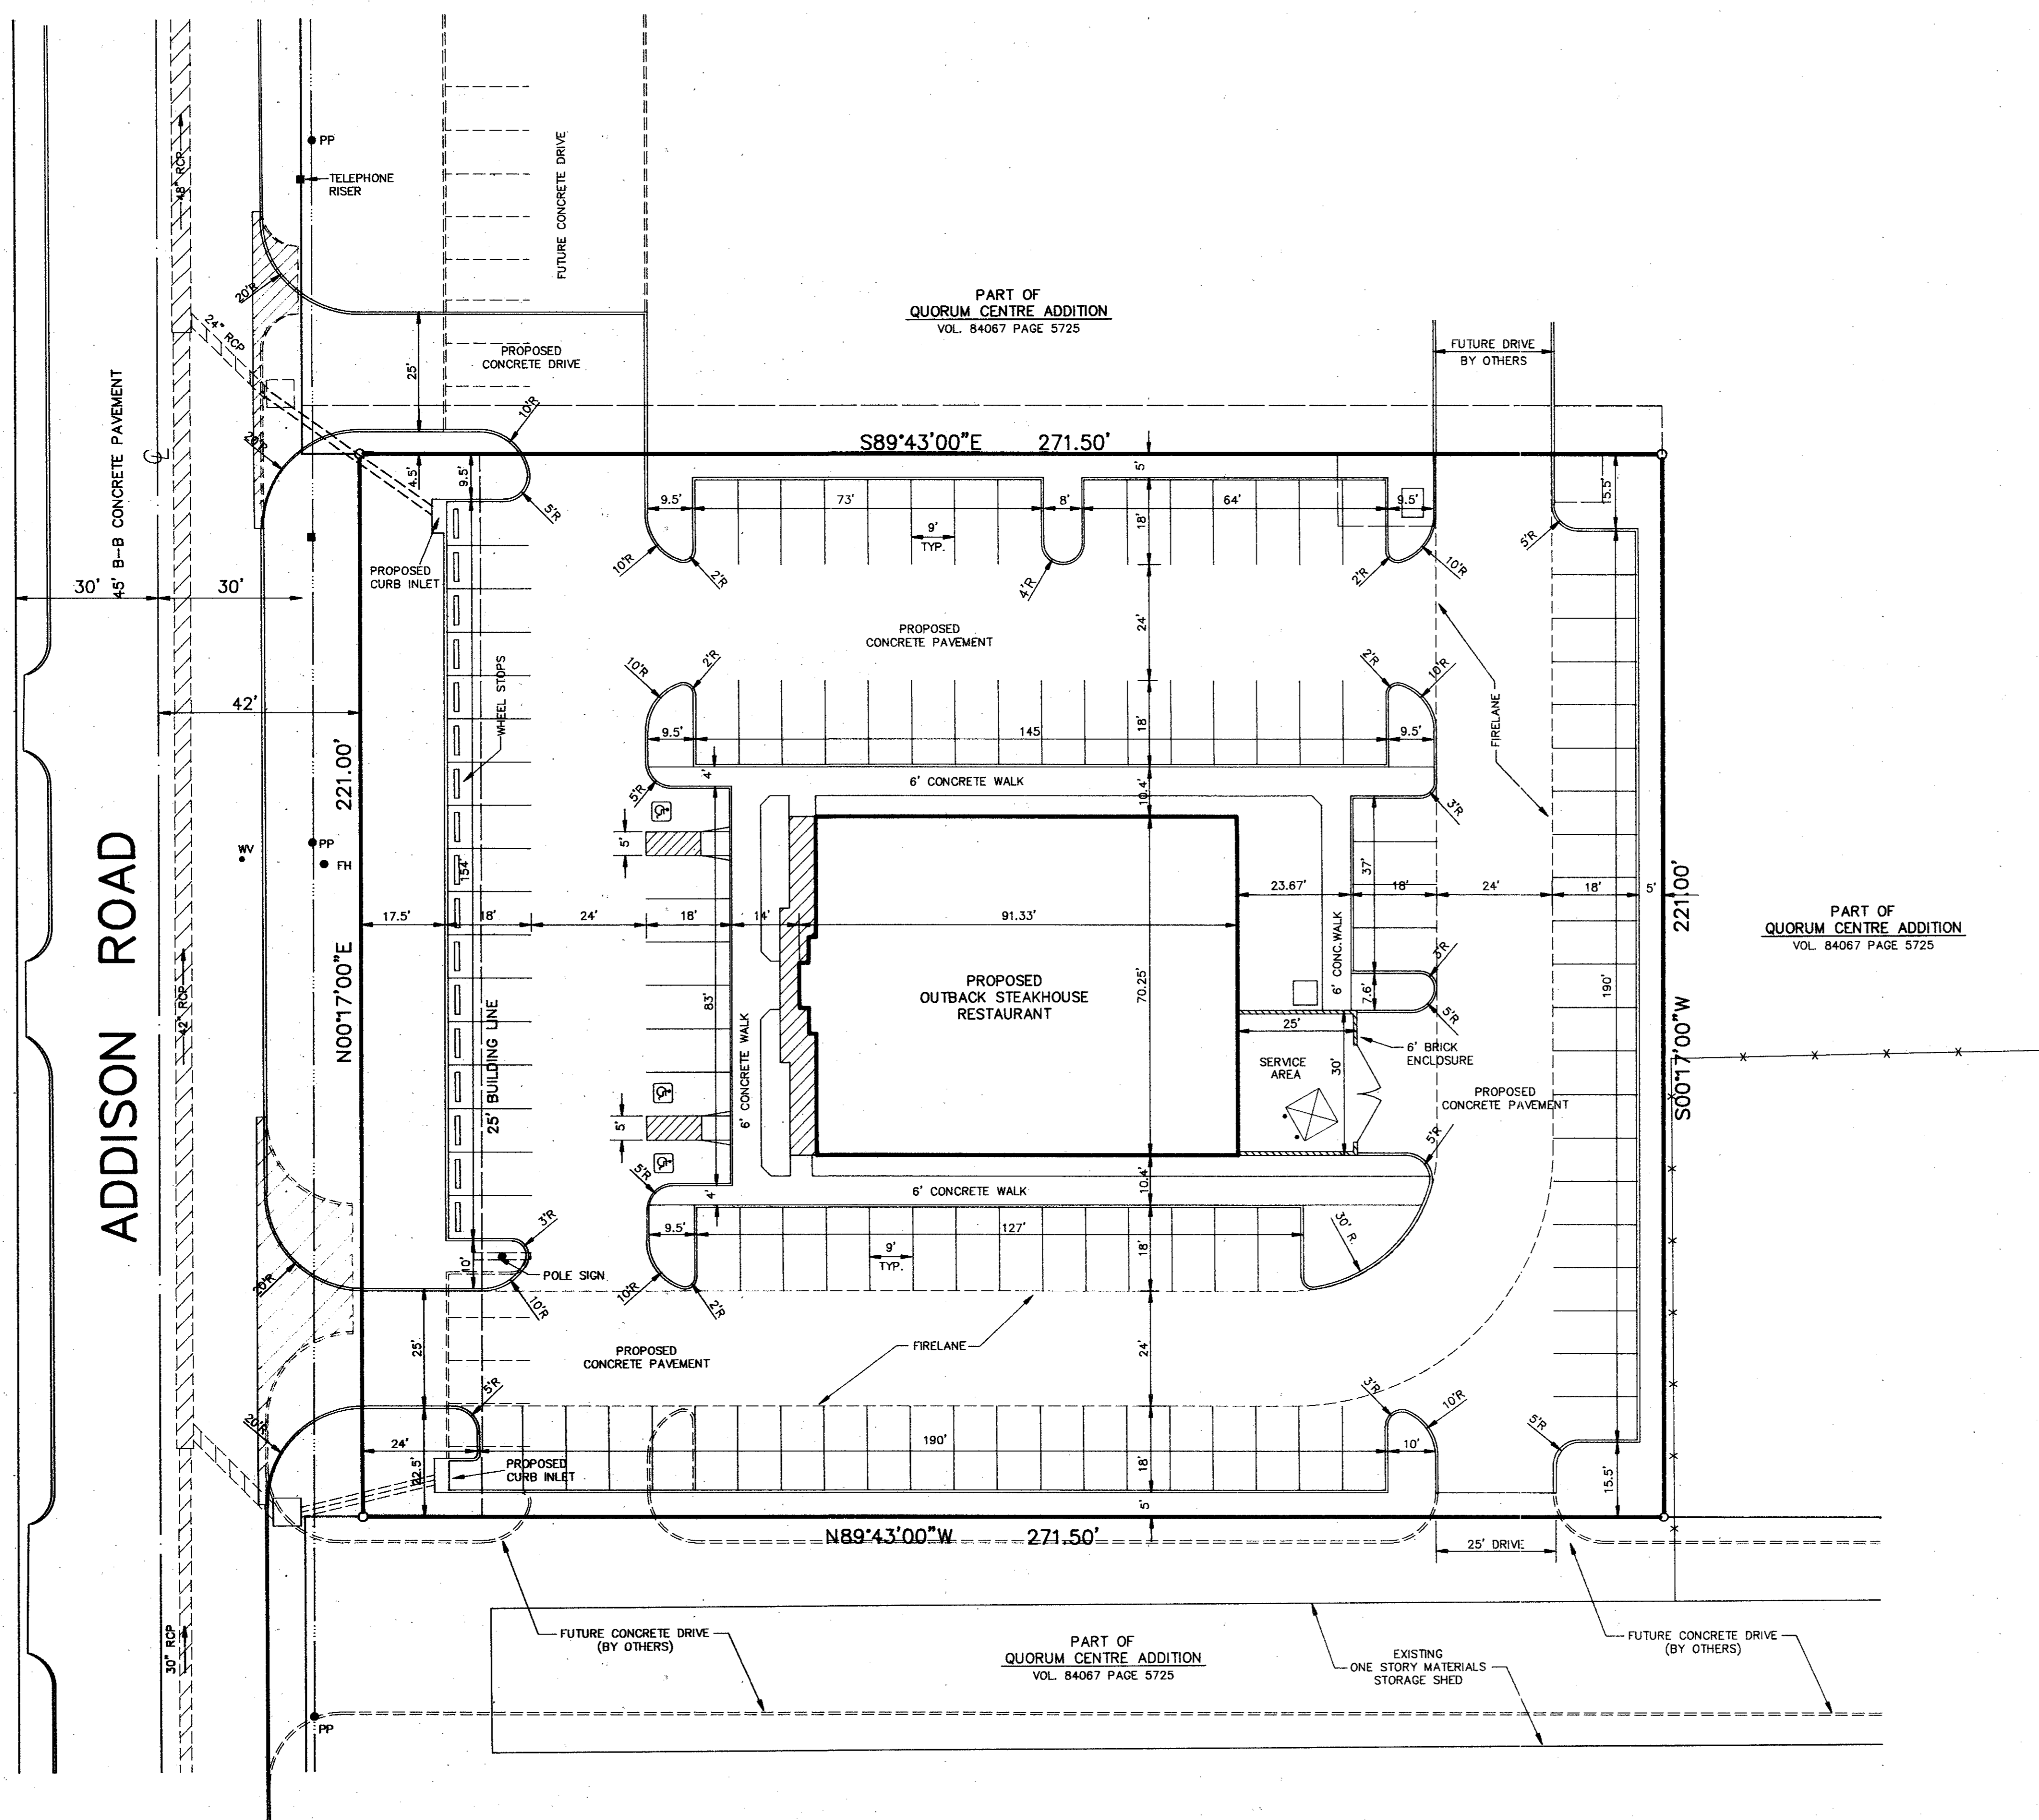 PP
TELEPHONE
RISER
48" RCP
FUTURE CONCRETE DRIVE
20'R
24" RCP
PART OF
QUORUM CENTRE ADDITION
VOL. 84067 PAGE 5725
PROPOSED
CONCRETE DRIVE
25'
FUTURE DRIVE
BY OTHERS
45' B-B CONCRETE PAVEMENT
10'R
20'R
S89°43'00"E 271.50'
4.5'
9.5'
5'R
5'
15.5'
9.5'
73'
8'
64'
9.5'
18'
9'
TYP.
10'R
2'R
4'R
2'R
10'R
5'R
PROPOSED
CURB INLET
30'
30'
PROPOSED
CONCRETE PAVEMENT
24'
WHEEL STOPS
10'R
2'R
2'R
10'R
FIRELANE
42'
9.5'
145'
18'
9.5'
221.00'
4'
6' CONCRETE WALK
10.4'
5'R
3'R
ADDISON ROAD
WV
PP
FH
5'
154'
37'
23.67'
18'
24'
18'
5'
221.00'
17.5'
18'
24'
18'
14'
91.33'
PART OF
QUORUM CENTRE ADDITION
VOL. 84067 PAGE 5725
N00°17'00"E
42" RCP
25' BUILDING LINE
83'
6' CONCRETE WALK
PROPOSED
OUTBACK STEAKHOUSE
RESTAURANT
70.25'
6' CONC.WALK
7.6'
3'R
5'R
190'
S00°17'00"W
25'
6' BRICK
ENCLOSURE
SERVICE
AREA
30'
PROPOSED
CONCRETE PAVEMENT
5'
5'R
5'R
4'
6' CONCRETE WALK
10.4'
9.5'
127'
18'
30' R.
9'
TYP.
3'R
10'
POLE SIGN
10'R
10'R
2'R
20'R
25'
PROPOSED
CONCRETE PAVEMENT
FIRELANE
24'
5'R
3'R
10'R
5'R
20'R
24'
190'
10'
18'
22.5'
PROPOSED
CURB INLET
5'
15.5'
N89°43'00"W 271.50'
25' DRIVE
30" RCP
FUTURE CONCRETE DRIVE
(BY OTHERS)
PART OF
QUORUM CENTRE ADDITION
VOL. 84067 PAGE 5725
EXISTING
ONE STORY MATERIALS
STORAGE SHED
FUTURE CONCRETE DRIVE
(BY OTHERS)
PP